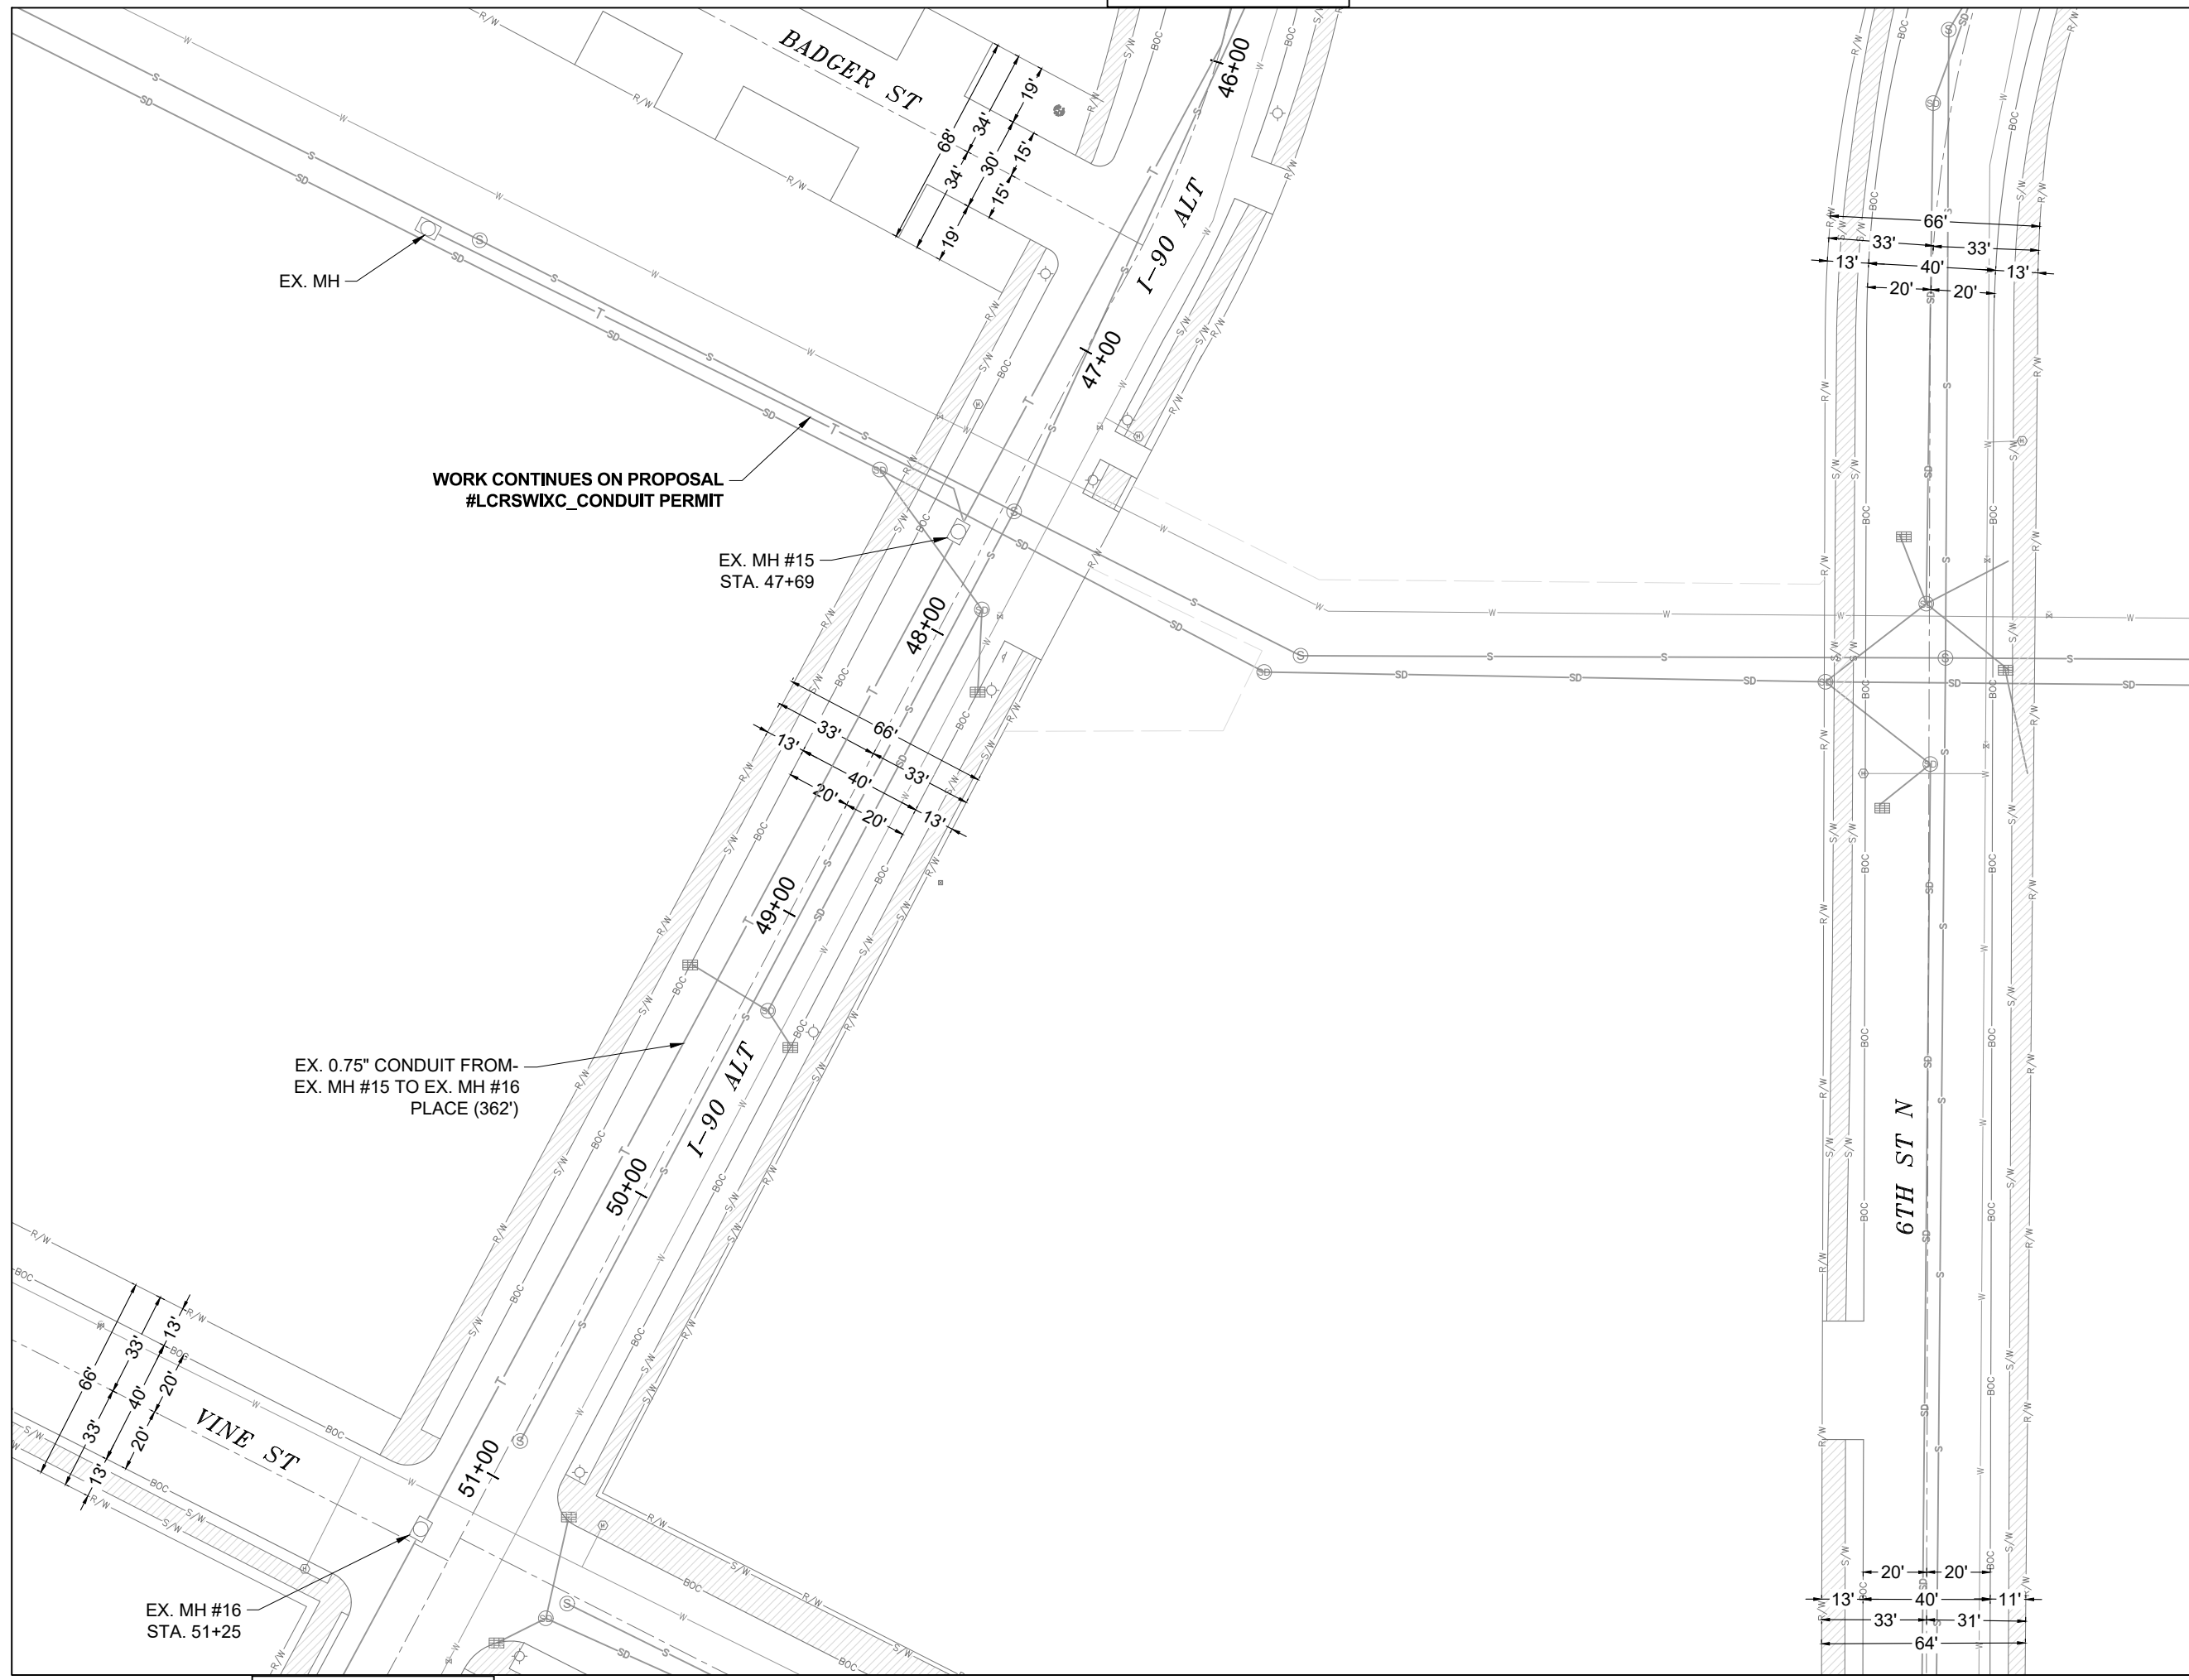 BADGER ST
68'
34'
34'
19'
30'
19'
15'
15'
46+00
I-90 ALT
47+00
EX. MH
WORK CONTINUES ON PROPOSAL
#LCRSWIXC_CONDUIT PERMIT
EX. MH #15
STA. 47+69
48+00
66'
33'
33'
13'
40'
13'
20'
20'
49+00
EX. 0.75" CONDUIT FROM-
EX. MH #15 TO EX. MH #16
PLACE (362')
I-90 ALT
50+00
66'
33'
33'
13'
40'
13'
20'
20'
VINE ST
51+00
EX. MH #16
STA. 51+25
66'
33'
33'
13'
40'
13'
20'
20'
6TH ST N
20'
20'
13'
40'
11'
33'
31'
64'
R/W
S/W
BOC
W
S
SD
T